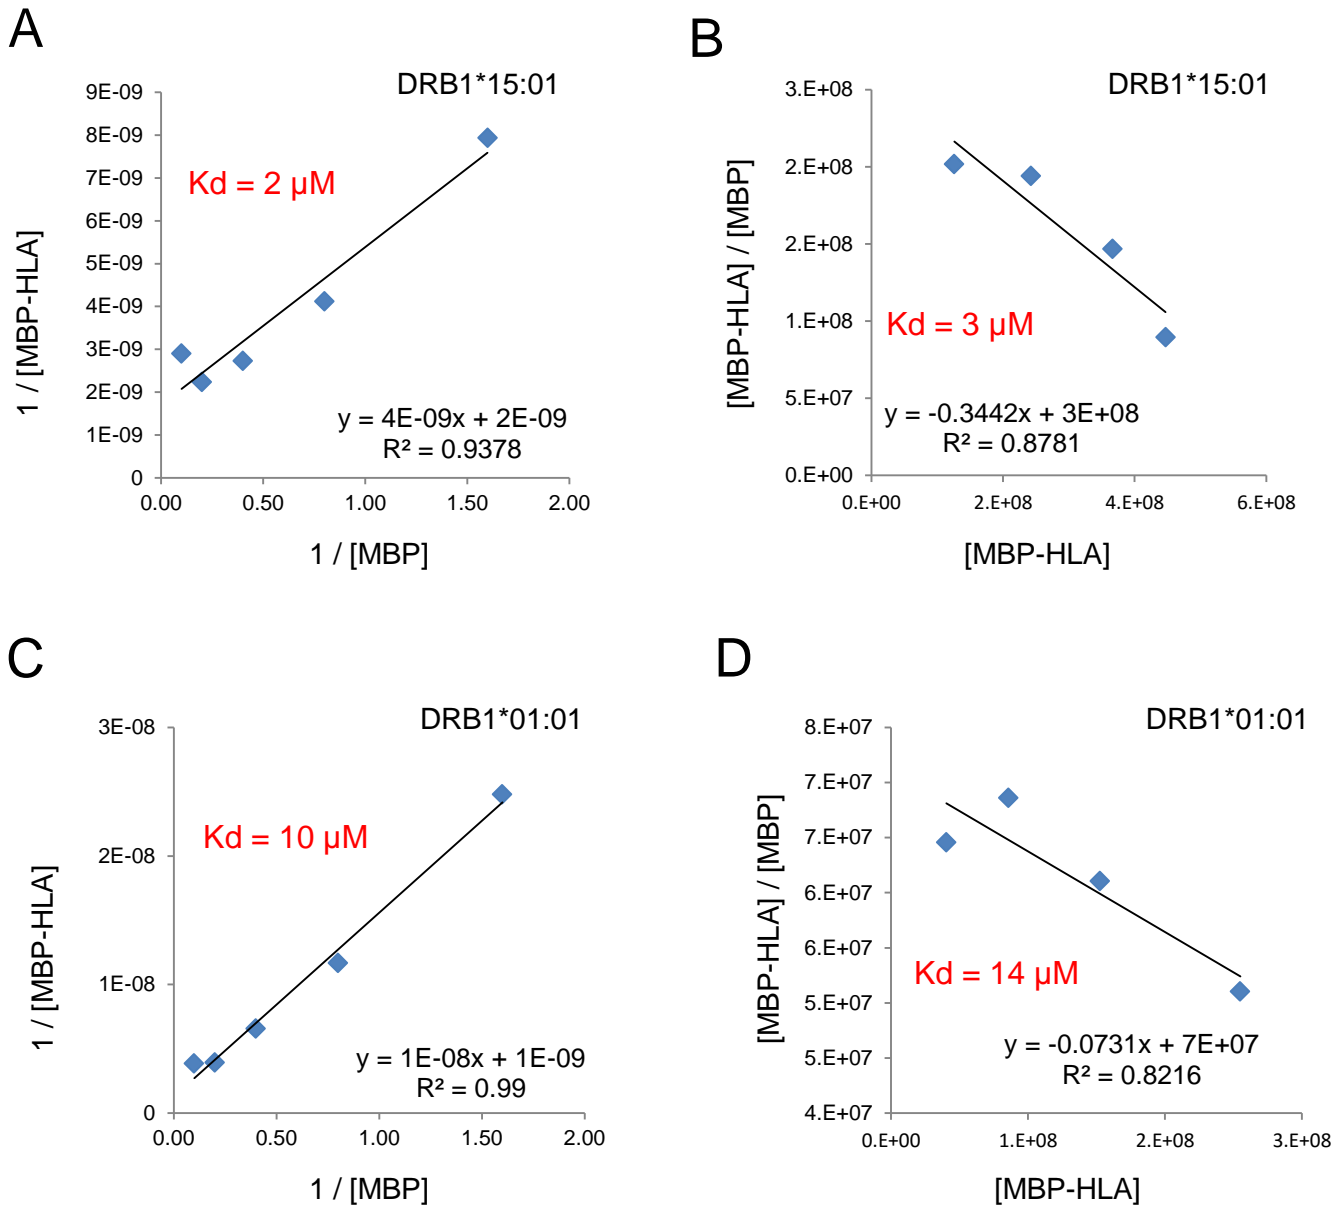 A
DRB1*15:01
9E-09
8E-09
7E-09
6E-09
5E-09
4E-09
3E-09
2E-09
1E-09
0
Kd = 2 µM
y = 4E-09x + 2E-09
R² = 0.9378
0.00 0.50 1.00 1.50 2.00
1 / [MBP]
1 / [MBP-HLA]
B
DRB1*15:01
3.E+08
2.E+08
2.E+08
1.E+08
5.E+07
0.E+00
Kd = 3 µM
y = -0.3442x + 3E+08
R² = 0.8781
0.E+00 2.E+08 4.E+08 6.E+08
[MBP-HLA]
[MBP-HLA] / [MBP]
C
DRB1*01:01
3E-08
2E-08
1E-08
0
Kd = 10 µM
y = 1E-08x + 1E-09
R² = 0.99
0.00 0.50 1.00 1.50 2.00
1 / [MBP]
1 / [MBP-HLA]
D
DRB1*01:01
8.E+07
7.E+07
7.E+07
6.E+07
6.E+07
5.E+07
5.E+07
4.E+07
Kd = 14 µM
y = -0.0731x + 7E+07
R² = 0.8216
0.E+00 1.E+08 2.E+08 3.E+08
[MBP-HLA]
[MBP-HLA] / [MBP]